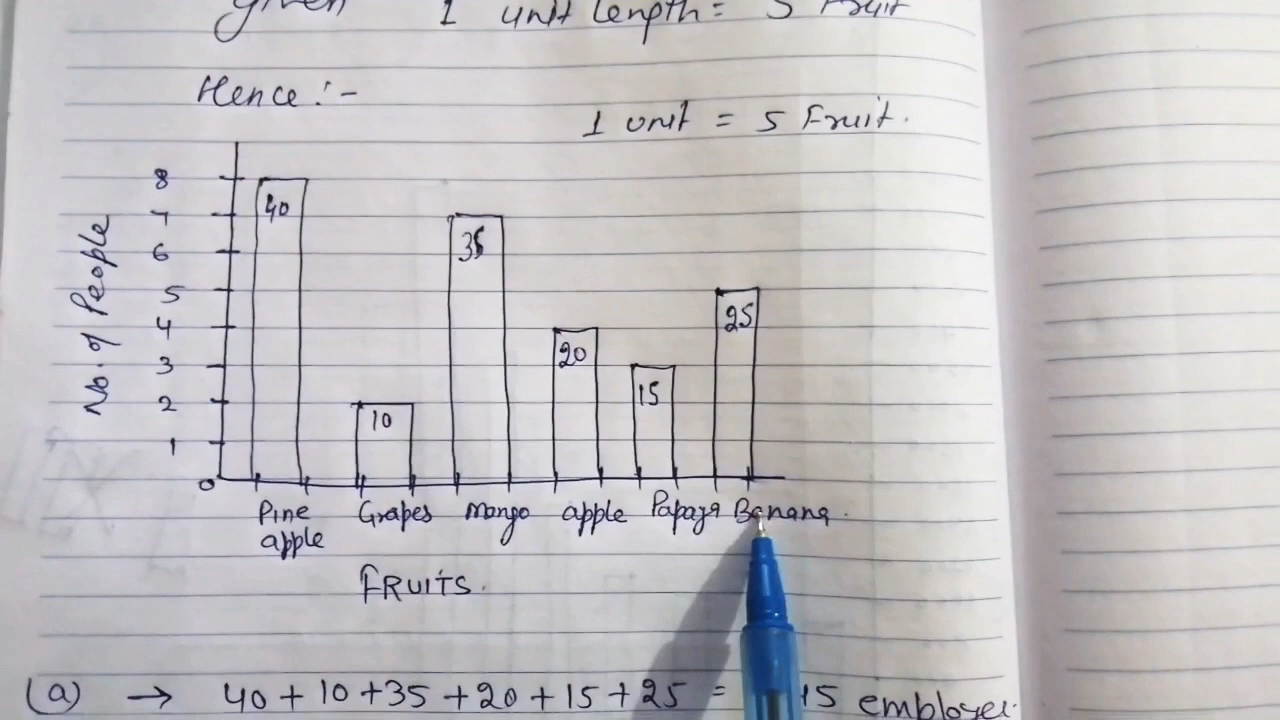 given 1 unit length = 5 Fruit
Hence :-
1 unit = 5 Fruit.
No. of People
8
7
6
5
4
3
2
1
0
40
10
35
20
15
25
Pine apple Grapes Mango apple Papaya Banana.
FRUITS.
(a) → 40 + 10 + 35 + 20 + 15 + 25 = 15